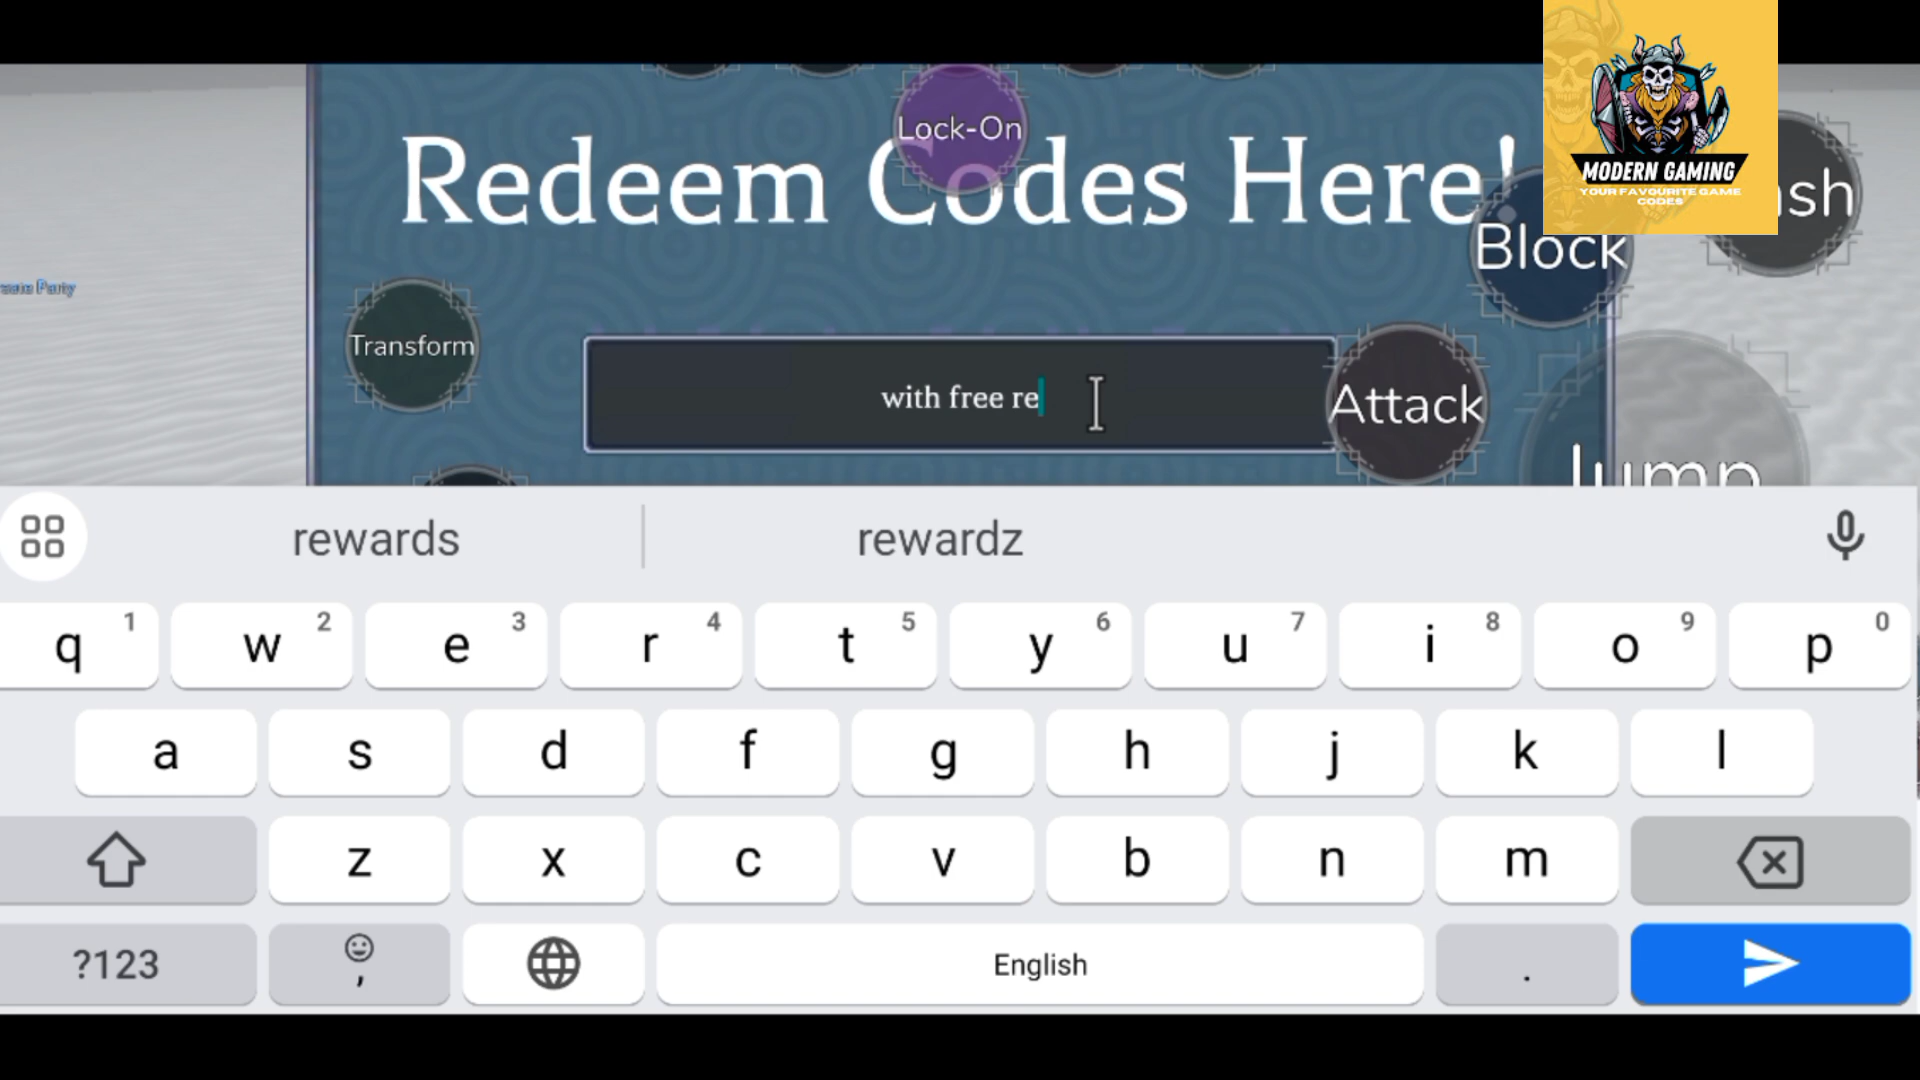 Lock-On
Redeem Codes Here!
MODERN GAMING
YOUR FAVOURITE GAME
CODES
Block
Party
Transform
with free re
Attack
Jump
rewards
rewardz
q 1 w 2 e 3 r 4 t 5 y 6 u 7 i 8 o 9 p 0
a s d f g h j k l
z x c v b n m
?123 , English .